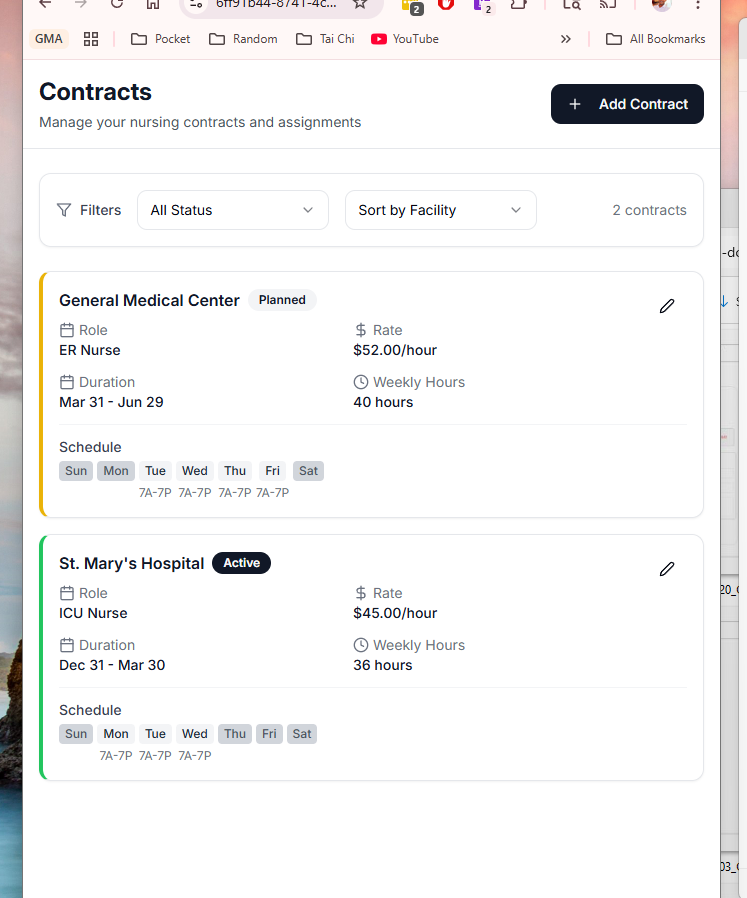 6ff91b44-8741-4c...
2
2
GMA Pocket Random Tai Chi YouTube » All Bookmarks
Contracts
Manage your nursing contracts and assignments
+ Add Contract
Filters All Status Sort by Facility 2 contracts
General Medical Center Planned
Role Rate
ER Nurse $52.00/hour
Duration Weekly Hours
Mar 31 - Jun 29 40 hours
Schedule
Sun Mon Tue Wed Thu Fri Sat
7A-7P 7A-7P 7A-7P 7A-7P
St. Mary's Hospital Active
Role Rate
ICU Nurse $45.00/hour
Duration Weekly Hours
Dec 31 - Mar 30 36 hours
Schedule
Sun Mon Tue Wed Thu Fri Sat
7A-7P 7A-7P 7A-7P